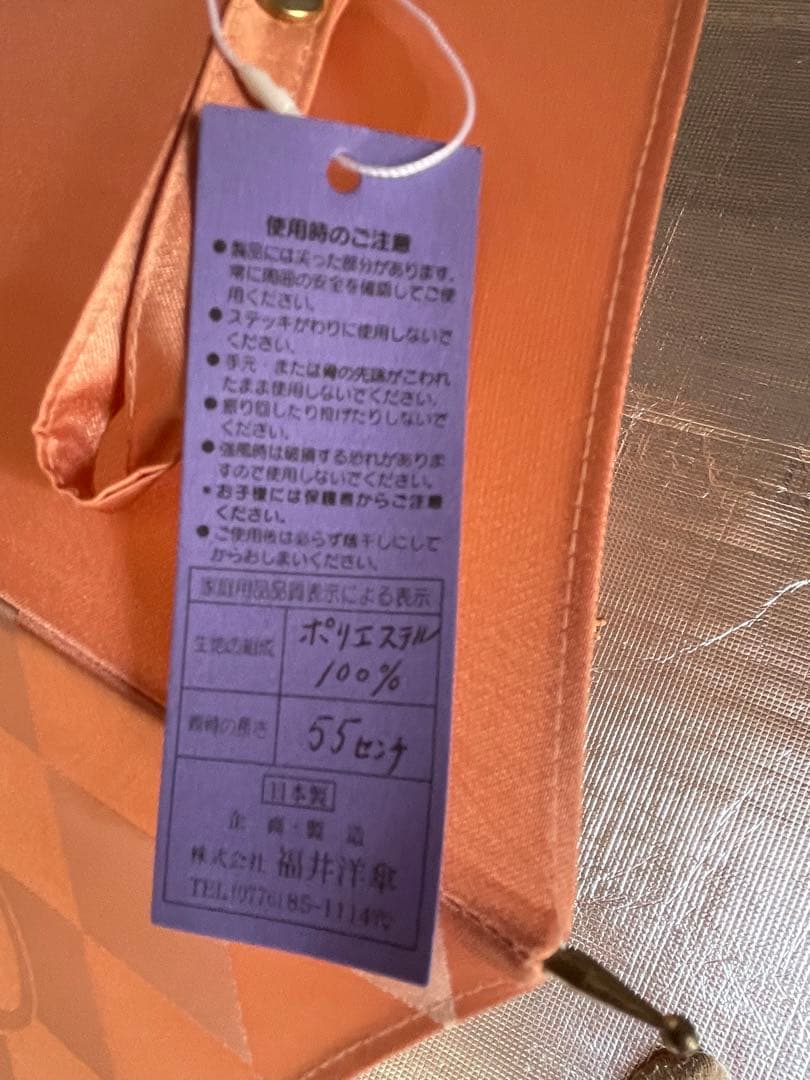 使用時のご注意
●製品には尖った部分があります。
常に周囲の安全を確認してご使
用ください。
●ステッキがわりに使用しないで
ください。
●手元・または骨の先端がこわれ
たまま使用しないでください。
●振り回したり投げたりしないで
ください。
●強風時は破損する恐れがありま
すので使用しないでください。
●お子様には保護者からご注意
ください。
●ご使用後は必ず陰干しにして
からおしまいください。
家庭用品品質表示による表示
生地の組成
ポリエステル
100%
親骨の長さ
55センチ
日本製
企画・製造
株式会社 福井洋傘
TEL(0776)85-1114㈹